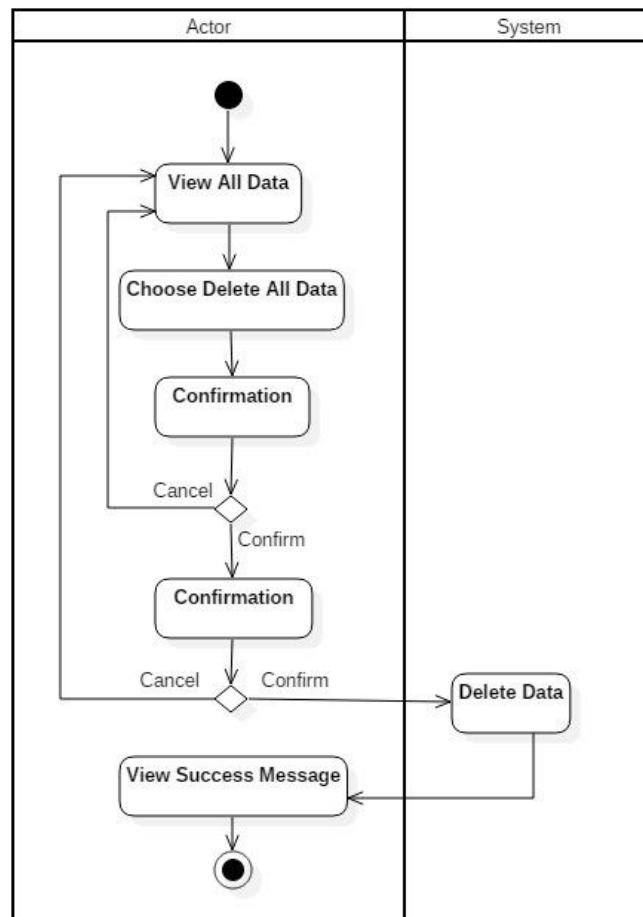 Actor
System
View All Data
Choose Delete All Data
Confirmation
Cancel
Confirm
Confirmation
Cancel
Confirm
Delete Data
View Success Message